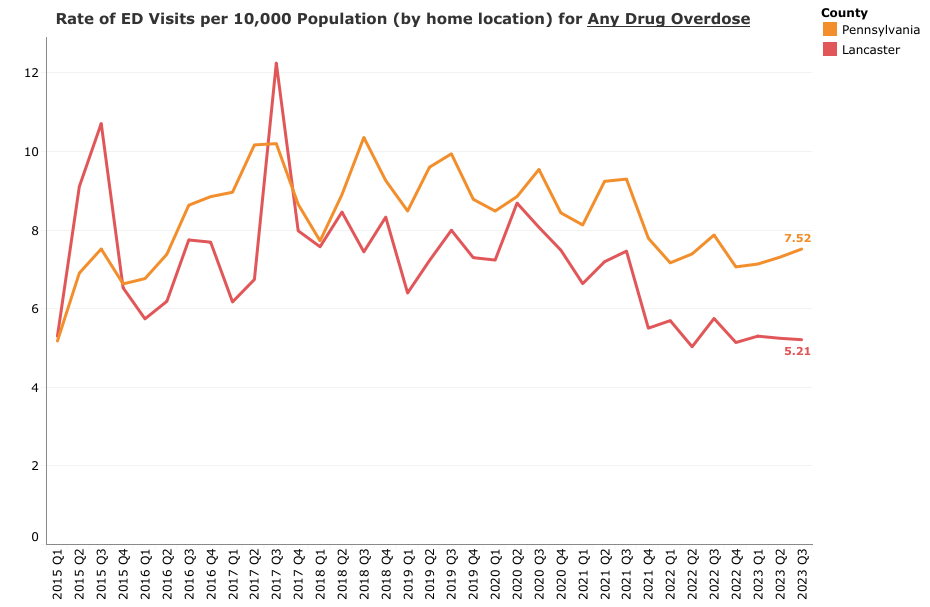 Rate of ED Visits per 10,000 Population (by home location) for Any Drug Overdose
County
Pennsylvania
Lancaster
12
10
8
6
4
2
0
7.52
5.21
2015 Q1
2015 Q2
2015 Q3
2015 Q4
2016 Q1
2016 Q2
2016 Q3
2016 Q4
2017 Q1
2017 Q2
2017 Q3
2017 Q4
2018 Q1
2018 Q2
2018 Q3
2018 Q4
2019 Q1
2019 Q2
2019 Q3
2019 Q4
2020 Q1
2020 Q2
2020 Q3
2020 Q4
2021 Q1
2021 Q2
2021 Q3
2021 Q4
2022 Q1
2022 Q2
2022 Q3
2022 Q4
2023 Q1
2023 Q2
2023 Q3